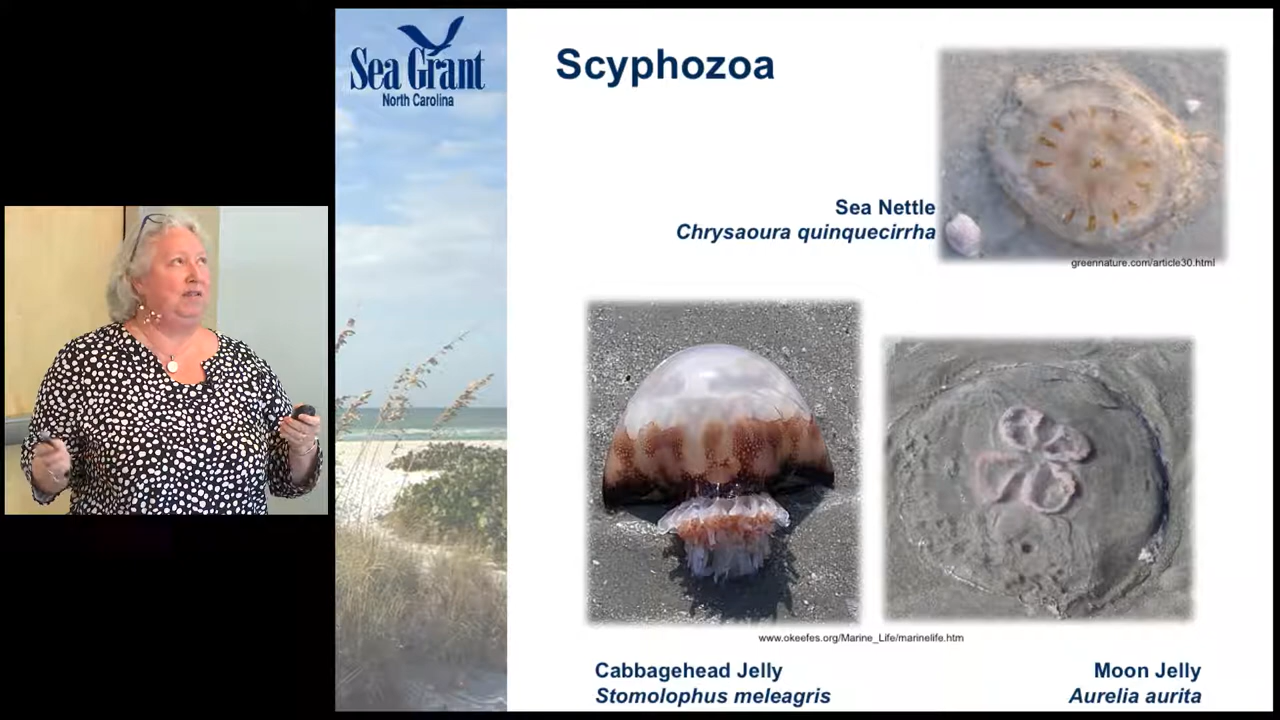 Sea Grant
North Carolina
Scyphozoa
Sea Nettle
Chrysaoura quinquecirrha
greennature.com/article30.html
www.okeefes.org/Marine_Life/marinelife.htm
Cabbagehead Jelly
Stomolophus meleagris
Moon Jelly
Aurelia aurita